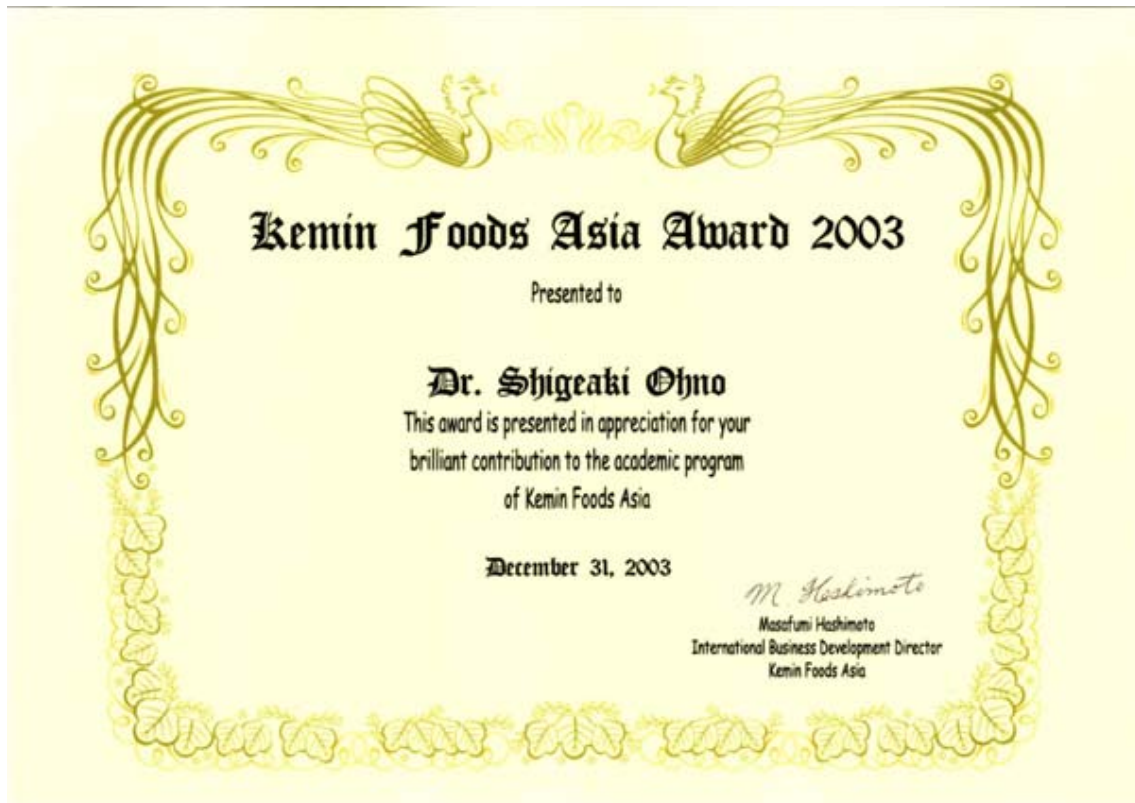 Kemin Foods Asia Award 2003
Presented to
Dr. Shigeaki Ohno
This award is presented in appreciation for your
brilliant contribution to the academic program
of Kemin Foods Asia
December 31, 2003
M Hashimoto
Masafumi Hashimoto
International Business Development Director
Kemin Foods Asia